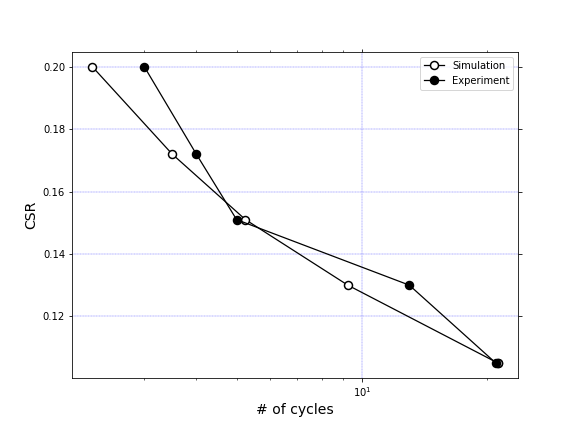 Simulation
Experiment
0.20
0.18
0.16
0.14
0.12
CSR
10¹
# of cycles